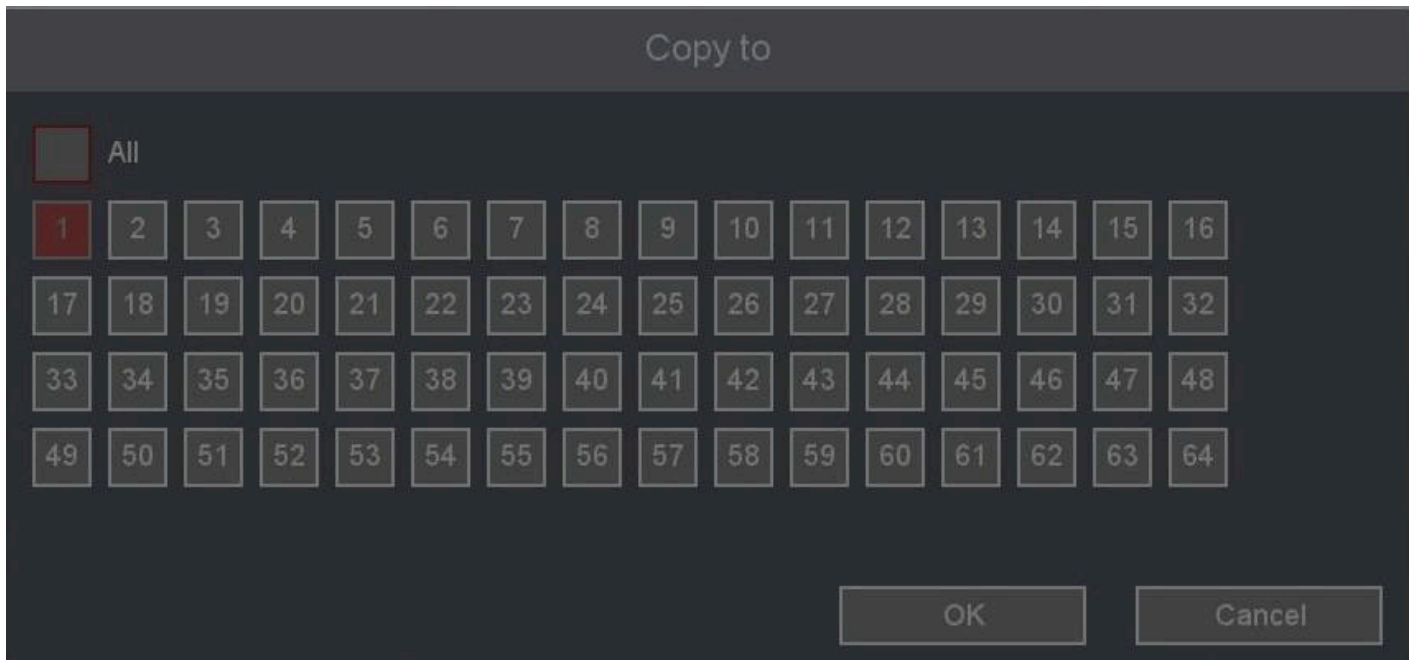 Copy to
All
1 2 3 4 5 6 7 8 9 10 11 12 13 14 15 16
17 18 19 20 21 22 23 24 25 26 27 28 29 30 31 32
33 34 35 36 37 38 39 40 41 42 43 44 45 46 47 48
49 50 51 52 53 54 55 56 57 58 59 60 61 62 63 64
OK Cancel